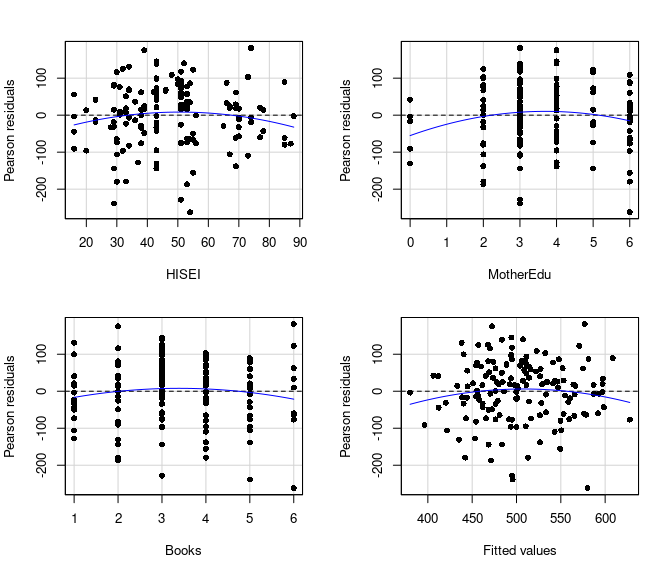 Pearson residuals
100
0
-100
-200
20 30 40 50 60 70 80 90
HISEI
Pearson residuals
100
0
-100
-200
0 1 2 3 4 5 6
MotherEdu
Pearson residuals
100
0
-100
-200
1 2 3 4 5 6
Books
Pearson residuals
100
0
-100
-200
400 450 500 550 600
Fitted values